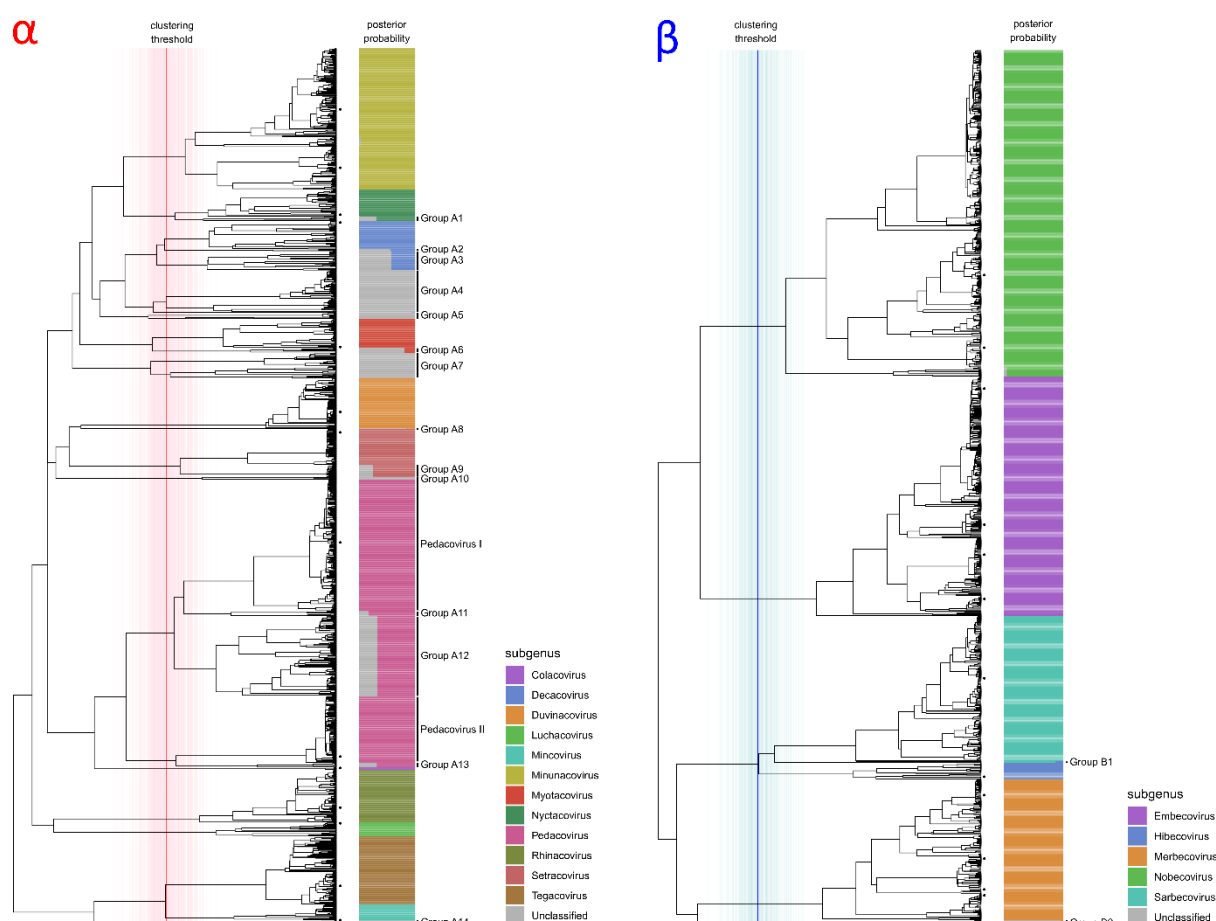 α
clustering
threshold
posterior
probability
Group A1
Group A2
Group A3
Group A4
Group A5
Group A6
Group A7
Group A8
Group A9
Group A10
Pedacovirus I
Group A11
Group A12
Pedacovirus II
Group A13
subgenus
Colacovirus
Decacovirus
Duvinacovirus
Luchacovirus
Mincovirus
Minunacovirus
Myotacovirus
Nyctacovirus
Pedacovirus
Rhinacovirus
Setracovirus
Tegacovirus
Unclassified
β
clustering
threshold
posterior
probability
Group B1
subgenus
Embecovirus
Hibecovirus
Merbecovirus
Nobecovirus
Sarbecovirus
Unclassified